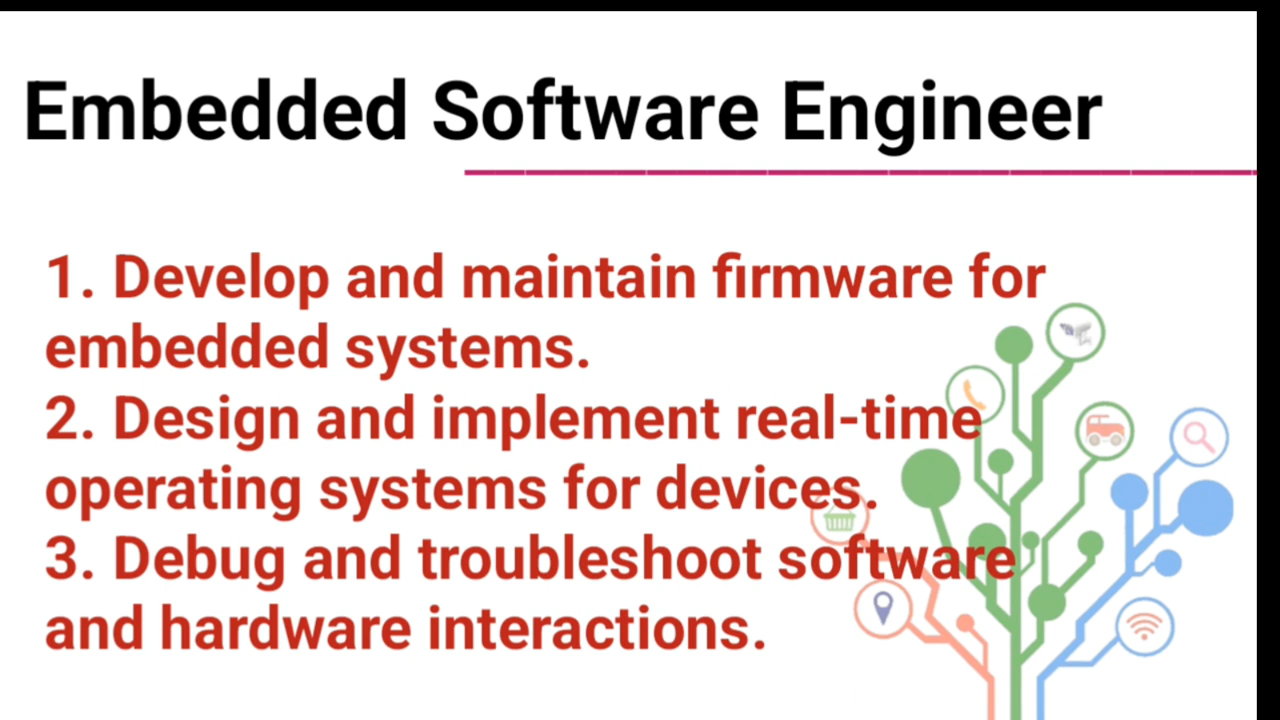 Embedded Software Engineer
1. Develop and maintain firmware for
embedded systems.
2. Design and implement real-time
operating systems for devices.
3. Debug and troubleshoot software
and hardware interactions.